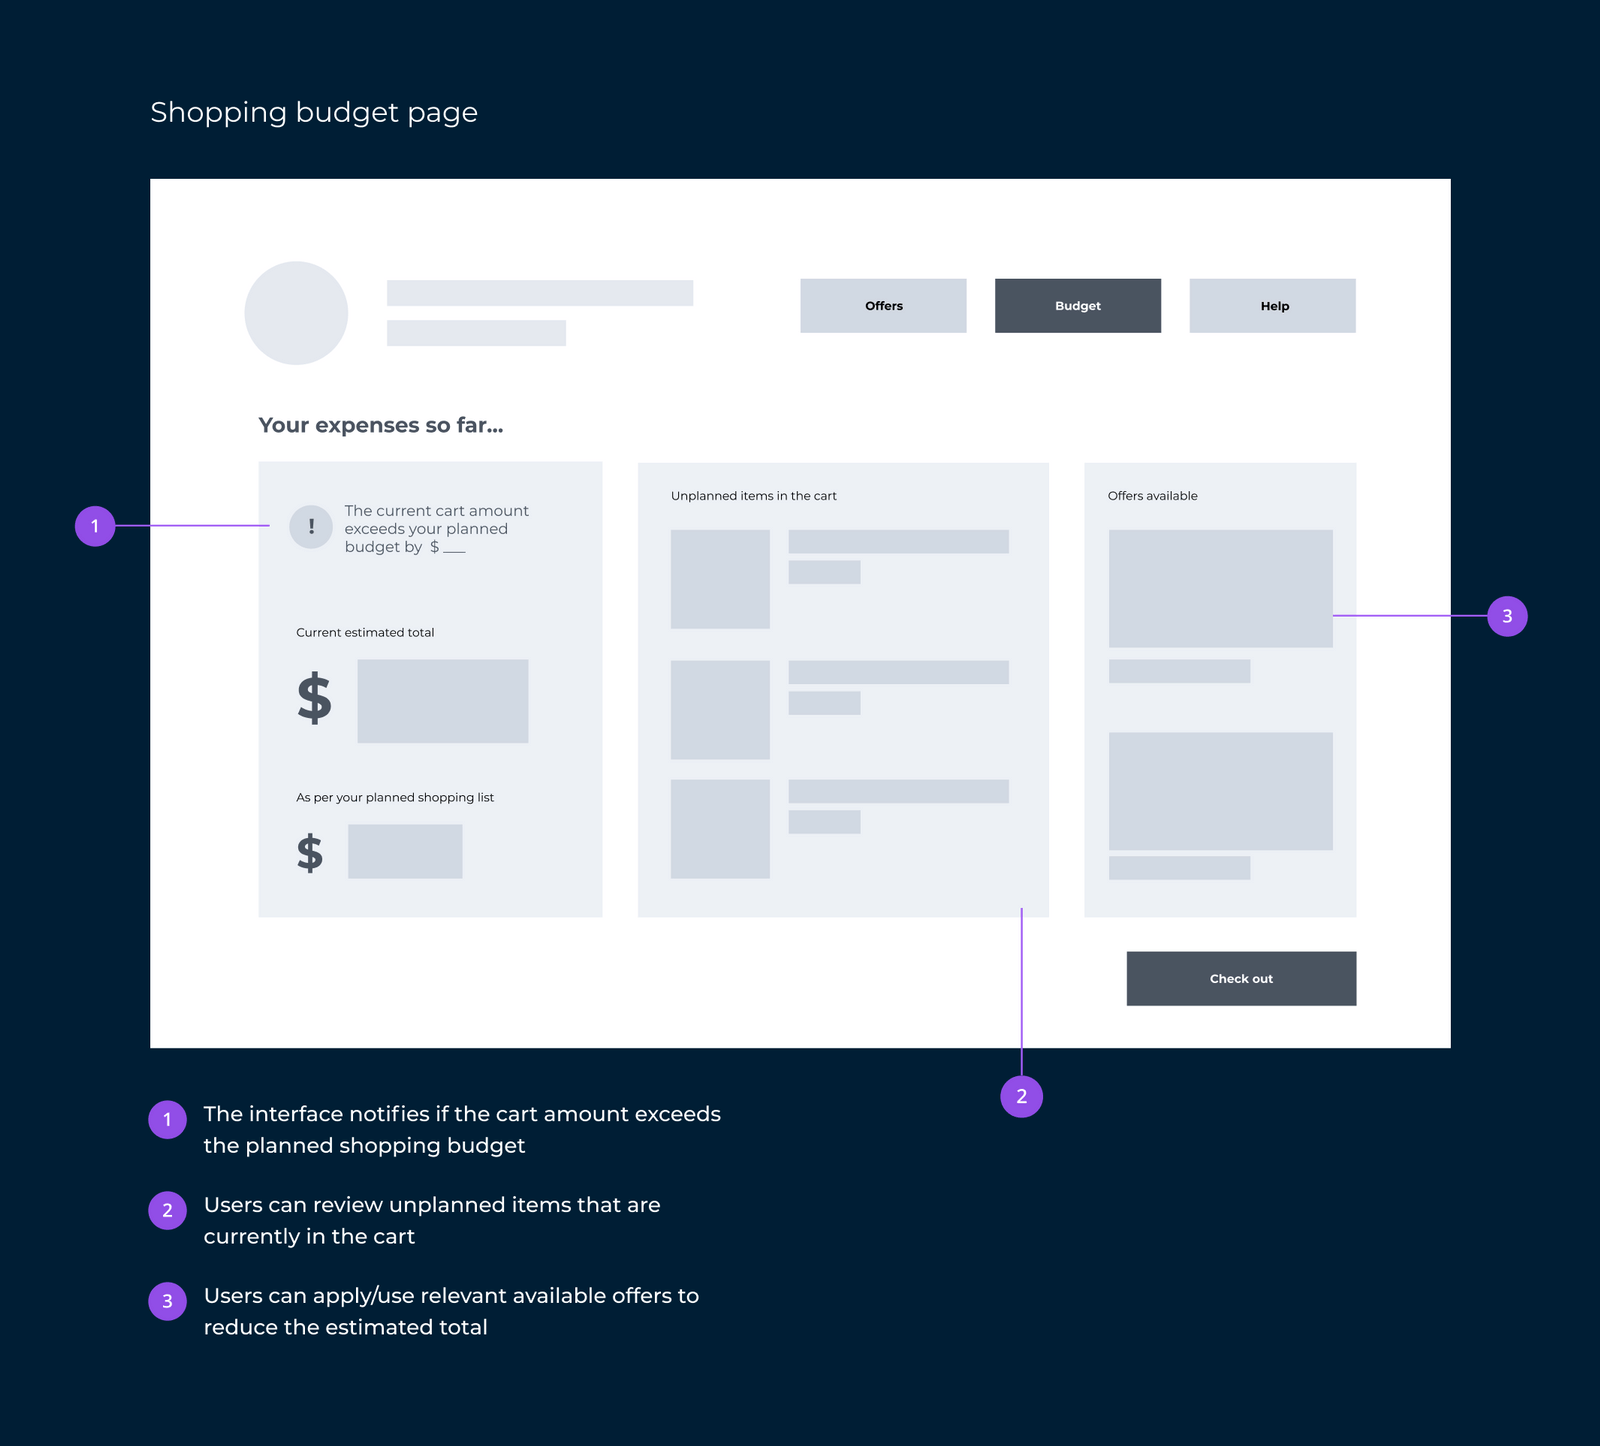 Shopping budget page
Offers
Budget
Help
Your expenses so far...
1
!
The current cart amount
exceeds your planned
budget by $ ___
Current estimated total
$
As per your planned shopping list
$
Unplanned items in the cart
Offers available
3
Check out
2
1 The interface notifies if the cart amount exceeds
the planned shopping budget
2 Users can review unplanned items that are
currently in the cart
3 Users can apply/use relevant available offers to
reduce the estimated total